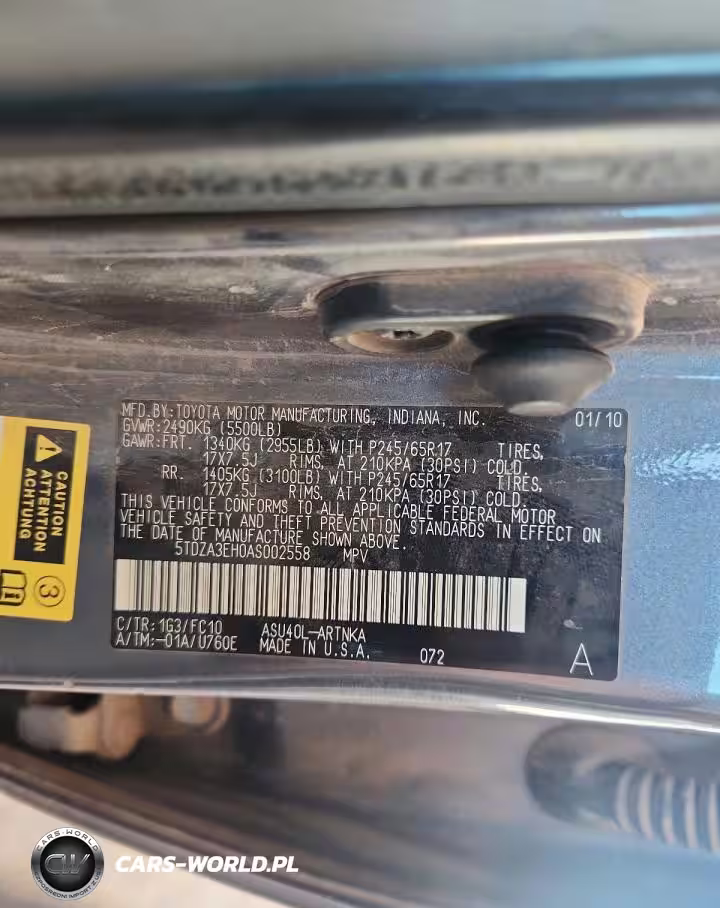 MFD.BY:TOYOTA MOTOR MANUFACTURING, INDIANA, INC. 01/10
GVWR:2490KG (5500LB)
GAWR:FRT. 1340KG (2955LB) WITH P245/65R17 TIRES,
17X7.5J RIMS, AT 210KPA (30PSI) COLD.
RR. 1405KG (3100LB) WITH P245/65R17 TIRES,
17X7.5J RIMS, AT 210KPA (30PSI) COLD.
THIS VEHICLE CONFORMS TO ALL APPLICABLE FEDERAL MOTOR
VEHICLE SAFETY AND THEFT PREVENTION STANDARDS IN EFFECT ON
THE DATE OF MANUFACTURE SHOWN ABOVE.
5TDZA3EH0AS002558 MPV
C/TR:1G3/FC10 ASU40L-ARTNKA
A/TM:-01A/U760E MADE IN U.S.A. 072 A
CAUTION
ATTENTION
ACHTUNG
3
CARS-WORLD
CW
CARS-WORLD.PL